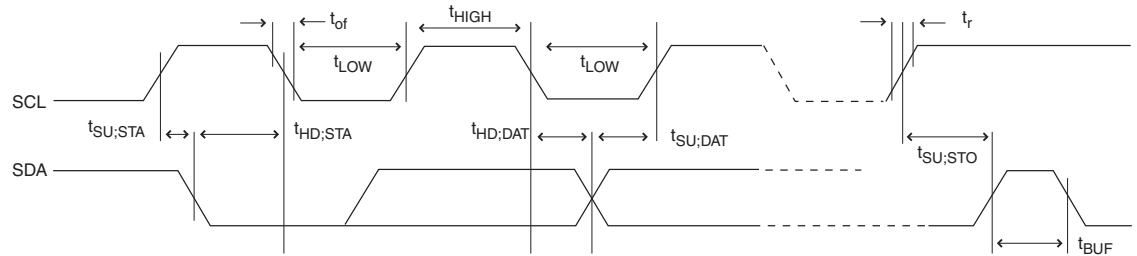 t_of
t_HIGH
t_r
t_LOW
t_LOW
SCL
t_SU;STA
t_HD;STA
t_HD;DAT
t_SU;DAT
t_SU;STO
SDA
t_BUF